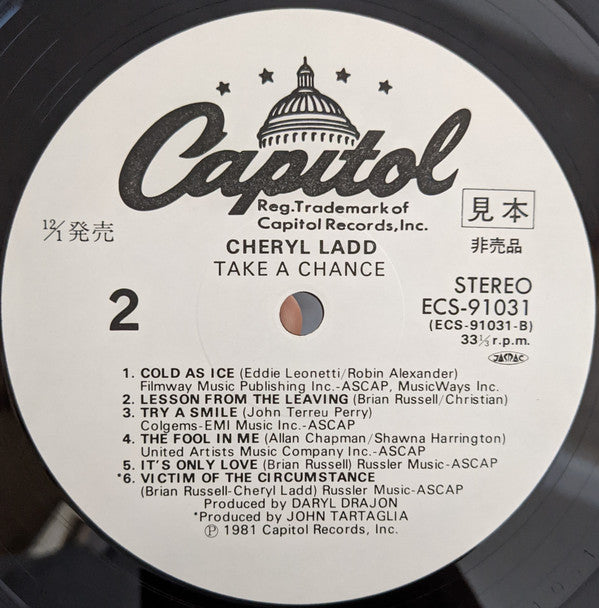 Capitol
Reg.Trademark of
Capitol Records, Inc.
見本
12/1 発売
非売品
CHERYL LADD
TAKE A CHANCE
2
STEREO
ECS-91031
(ECS-91031-B)
33⅓ r.p.m.
JASRAC
1. COLD AS ICE (Eddie Leonetti/Robin Alexander)
Filmway Music Publishing Inc.-ASCAP, MusicWays Inc.
2. LESSON FROM THE LEAVING (Brian Russell/Christian)
3. TRY A SMILE (John Terreu Perry)
Colgems-EMI Music Inc.-ASCAP
4. THE FOOL IN ME (Allan Chapman/Shawna Harrington)
United Artists Music Company Inc.-ASCAP
5. IT'S ONLY LOVE (Brian Russell) Russler Music-ASCAP
*6. VICTIM OF THE CIRCUMSTANCE
(Brian Russell-Cheryl Ladd) Russler Music-ASCAP
Produced by DARYL DRAJON
*Produced by JOHN TARTAGLIA
Ⓟ 1981 Capitol Records, Inc.